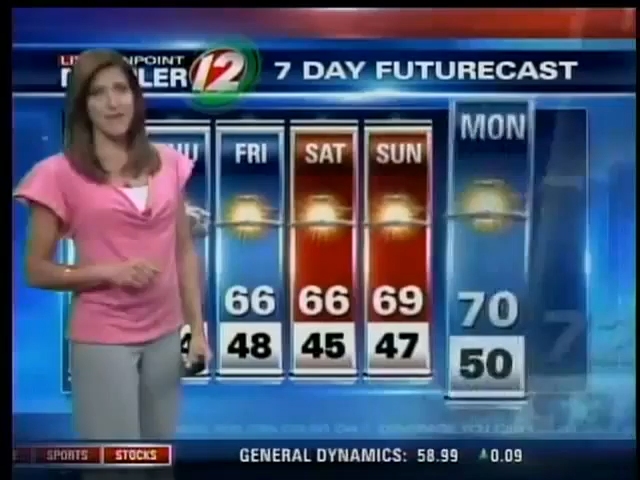 12 7 DAY FUTURECAST
FRI SAT SUN MON
66 66 69 70
48 45 47 50
SPORTS STOCKS GENERAL DYNAMICS: 58.99 0.09